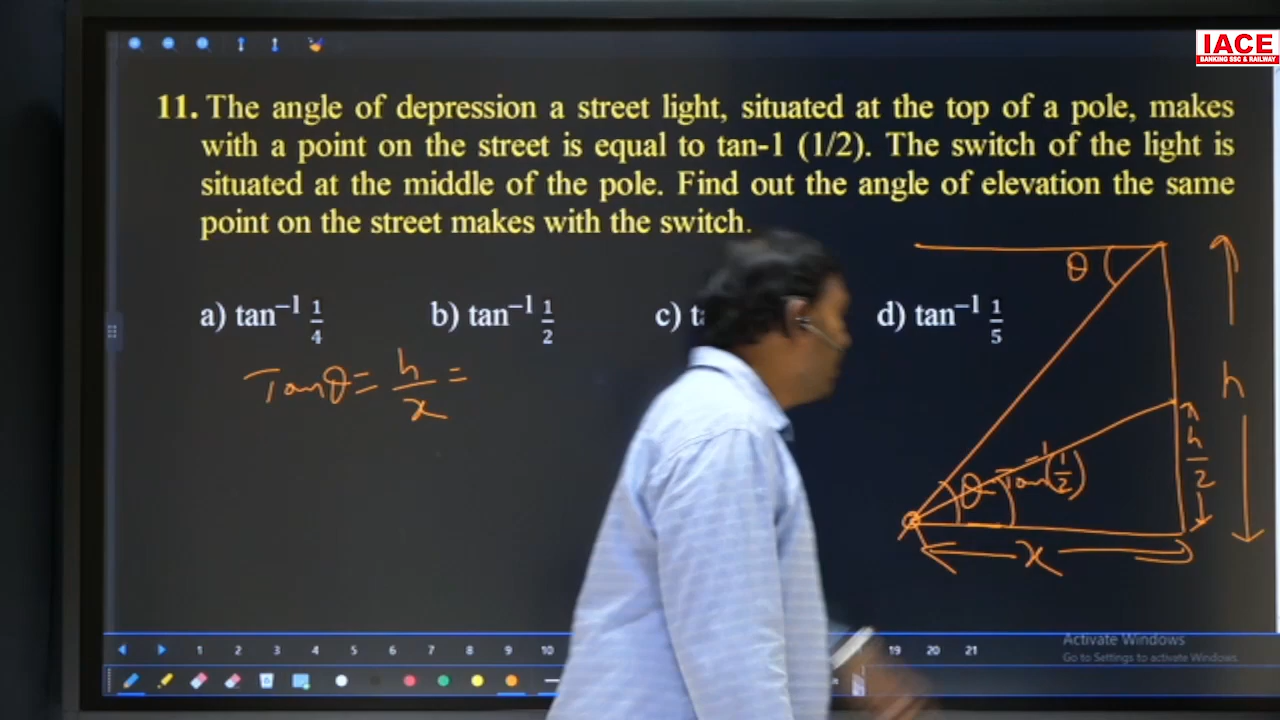 IACE
BANKING SSC & RAILWAY
11. The angle of depression a street light, situated at the top of a pole, makes
with a point on the street is equal to tan-1 (1/2). The switch of the light is
situated at the middle of the pole. Find out the angle of elevation the same
point on the street makes with the switch.
a) tan⁻¹ 1/4 b) tan⁻¹ 1/2 c) d) tan⁻¹ 1/5
Tanθ = h/x =
θ
h
h/2
θ = Tan⁻¹(1/2)
x
Activate Windows
Go to Settings to activate Windows.
1 2 3 4 5 6 7 8 9 10 19 20 21